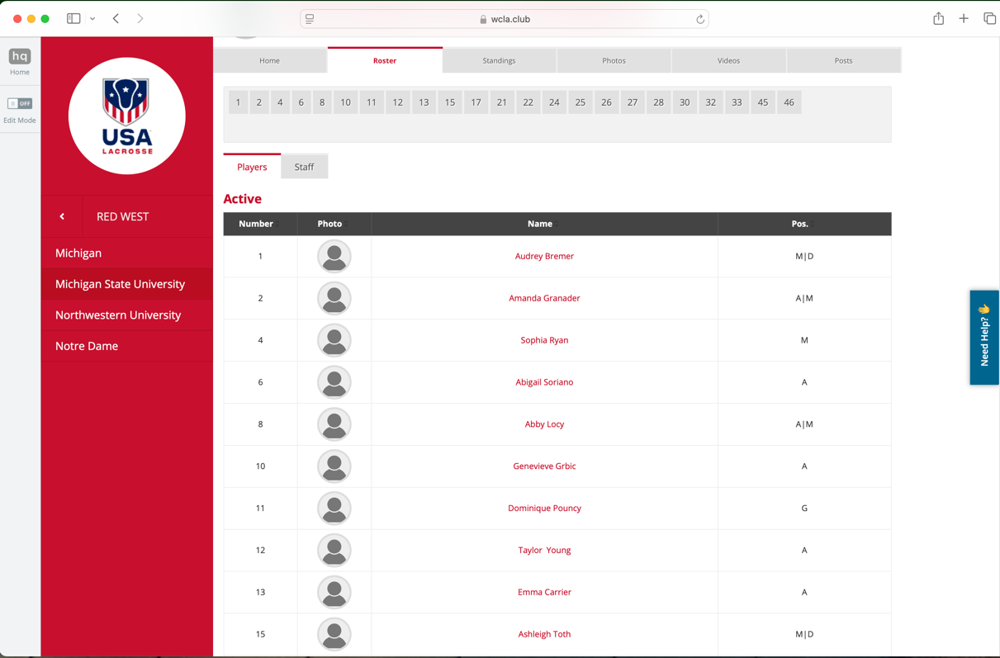 wcla.club
hq
Home
OFF
Edit Mode
USA
LACROSSE
RED WEST
Michigan
Michigan State University
Northwestern University
Notre Dame
Home Roster Standings Photos Videos Posts
1 2 4 6 8 10 11 12 13 15 17 21 22 24 25 26 27 28 30 32 33 45 46
Players Staff
Active
Number Photo Name Pos.
1 Audrey Bremer M|D
2 Amanda Granader A|M
4 Sophia Ryan M
6 Abigail Soriano A
8 Abby Locy A|M
10 Genevieve Grbic A
11 Dominique Pouncy G
12 Taylor Young A
13 Emma Carrier A
15 Ashleigh Toth M|D
Need Help? 👋